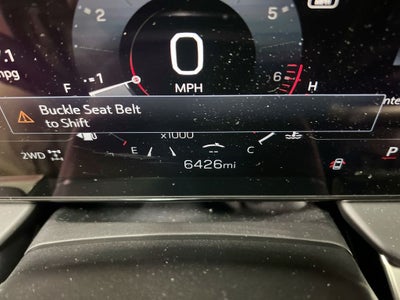 2 5
.1
mpg
0
MPH
F 1 6 H
Buckle Seat Belt
to Shift
x1000
2WD E C P
6426mi